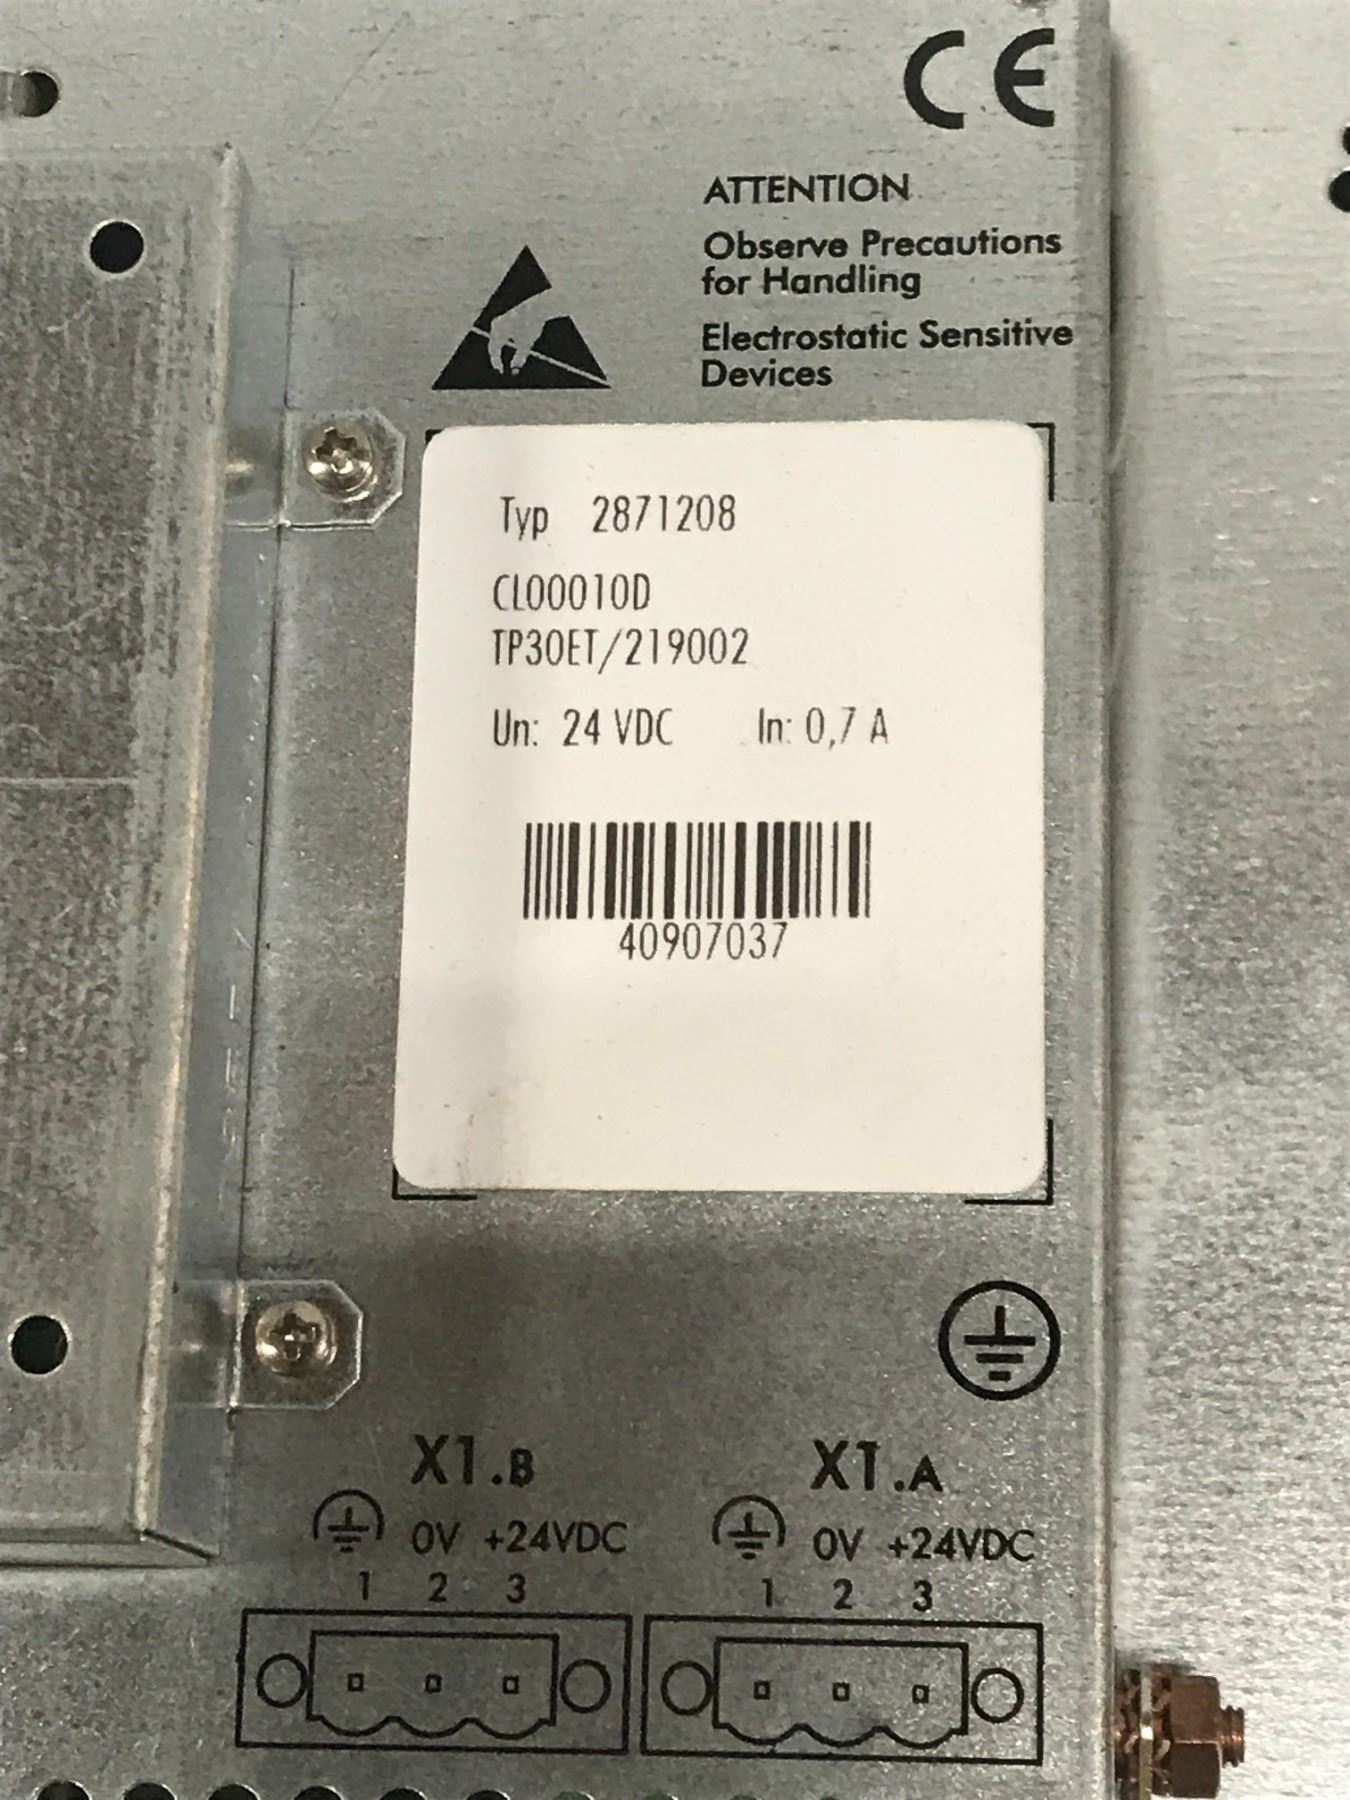 CE
ATTENTION
Observe Precautions
for Handling
Electrostatic Sensitive
Devices
Typ 2871208
CL00010D
TP30ET/219002
Un: 24 VDC In: 0,7 A
40907037
X1.B X1.A
0V +24VDC 0V +24VDC
1 2 3 1 2 3